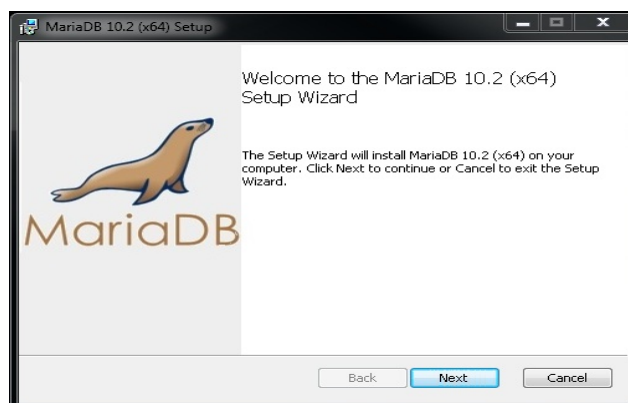 MariaDB 10.2 (x64) Setup
Welcome to the MariaDB 10.2 (x64)
Setup Wizard
The Setup Wizard will install MariaDB 10.2 (x64) on your
computer. Click Next to continue or Cancel to exit the Setup
Wizard.
MariaDB
Back Next Cancel